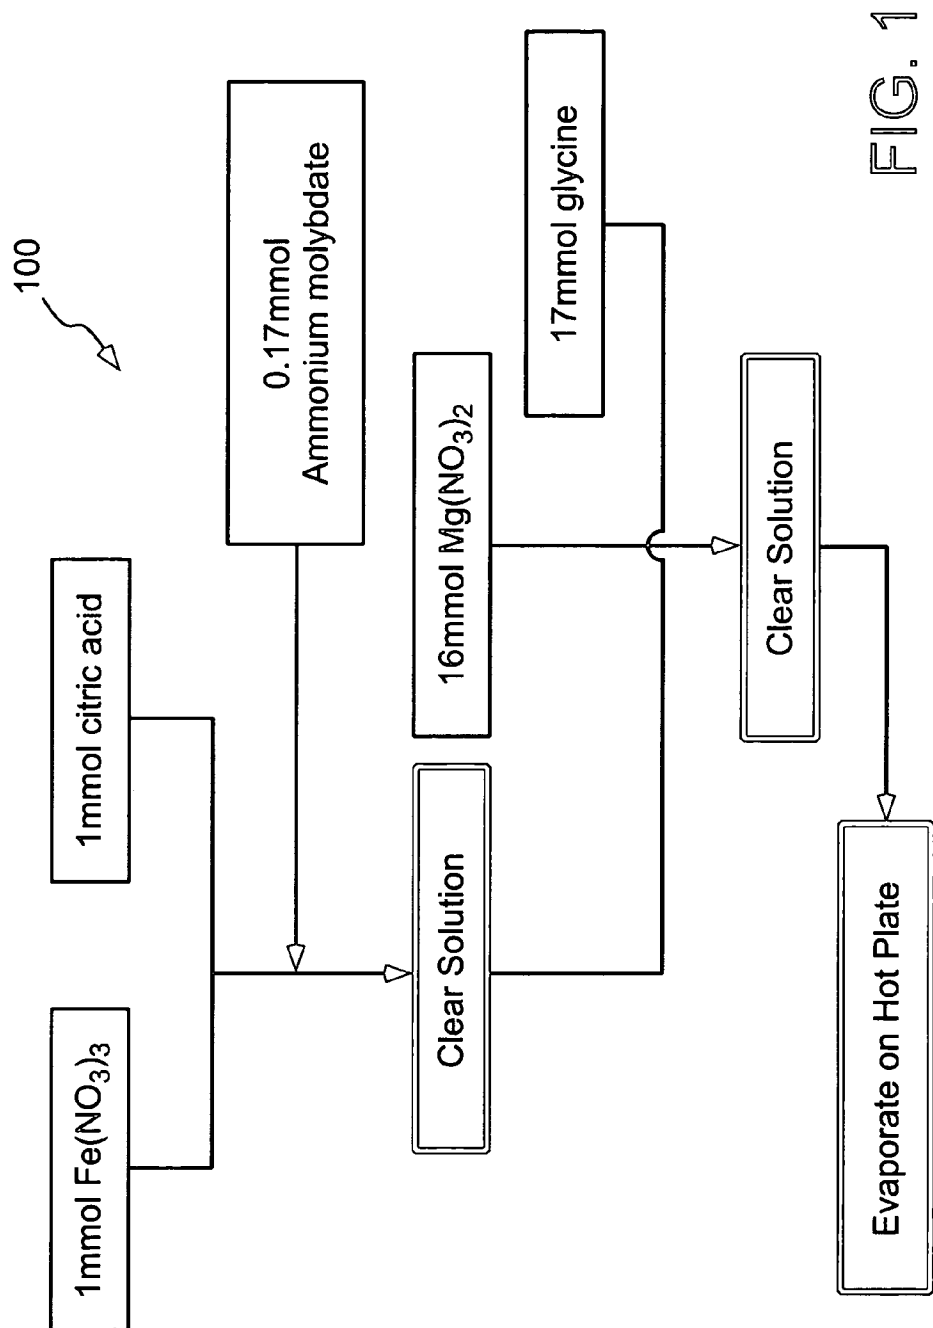 100
1mmol Fe(NO3)3
1mmol citric acid
0.17mmol
Ammonium molybdate
Clear Solution
16mmol Mg(NO3)2
17mmol glycine
Clear Solution
Evaporate on Hot Plate
FIG. 1